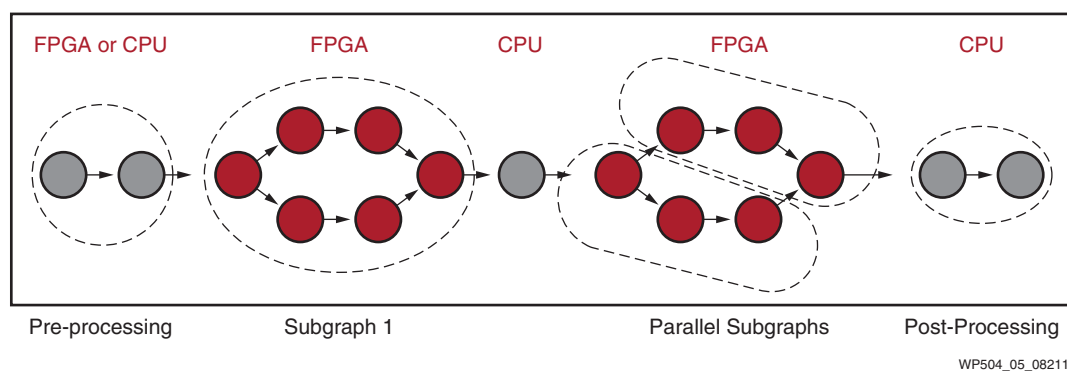 FPGA or CPU FPGA CPU FPGA CPU
Pre-processing Subgraph 1 Parallel Subgraphs Post-Processing
WP504_05_08211